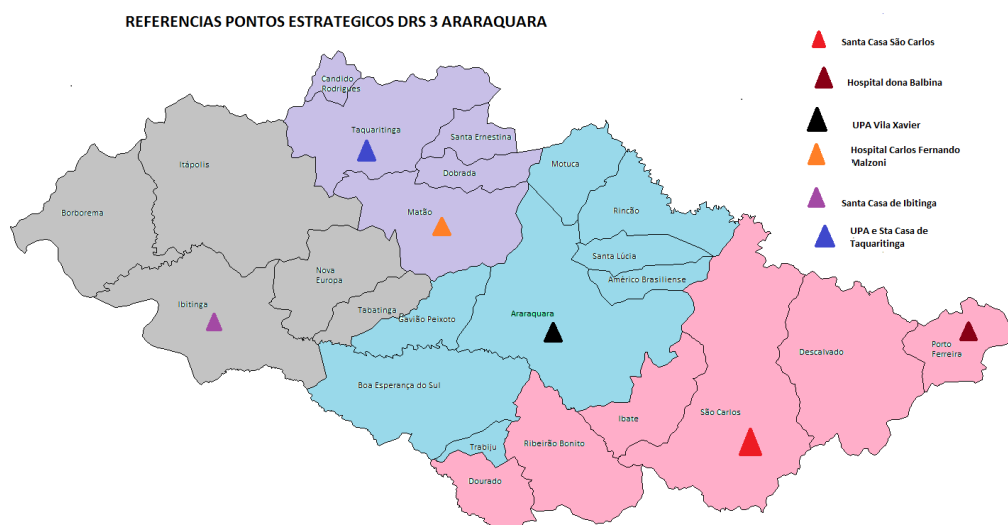 REFERENCIAS PONTOS ESTRATEGICOS DRS 3 ARARAQUARA
Santa Casa São Carlos
Hospital dona Balbina
UPA Vila Xavier
Hospital Carlos Fernando
Malzoni
Santa Casa de Ibitinga
UPA e Sta Casa de
Taquaritinga
Candido
Rodrigues
Taquaritinga
Santa Ernestina
Dobrada
Itápolis
Motuca
Borborema
Matão
Rincão
Santa Lúcia
Nova
Europa
Américo Brasilliense
Ibitinga
Tabatinga
Gavião Peixoto
Araraquara
Descalvado
Porto
Ferreira
Boa Esperança do Sul
São Carlos
Ibate
Ribeirão Bonito
Trabiju
Dourado